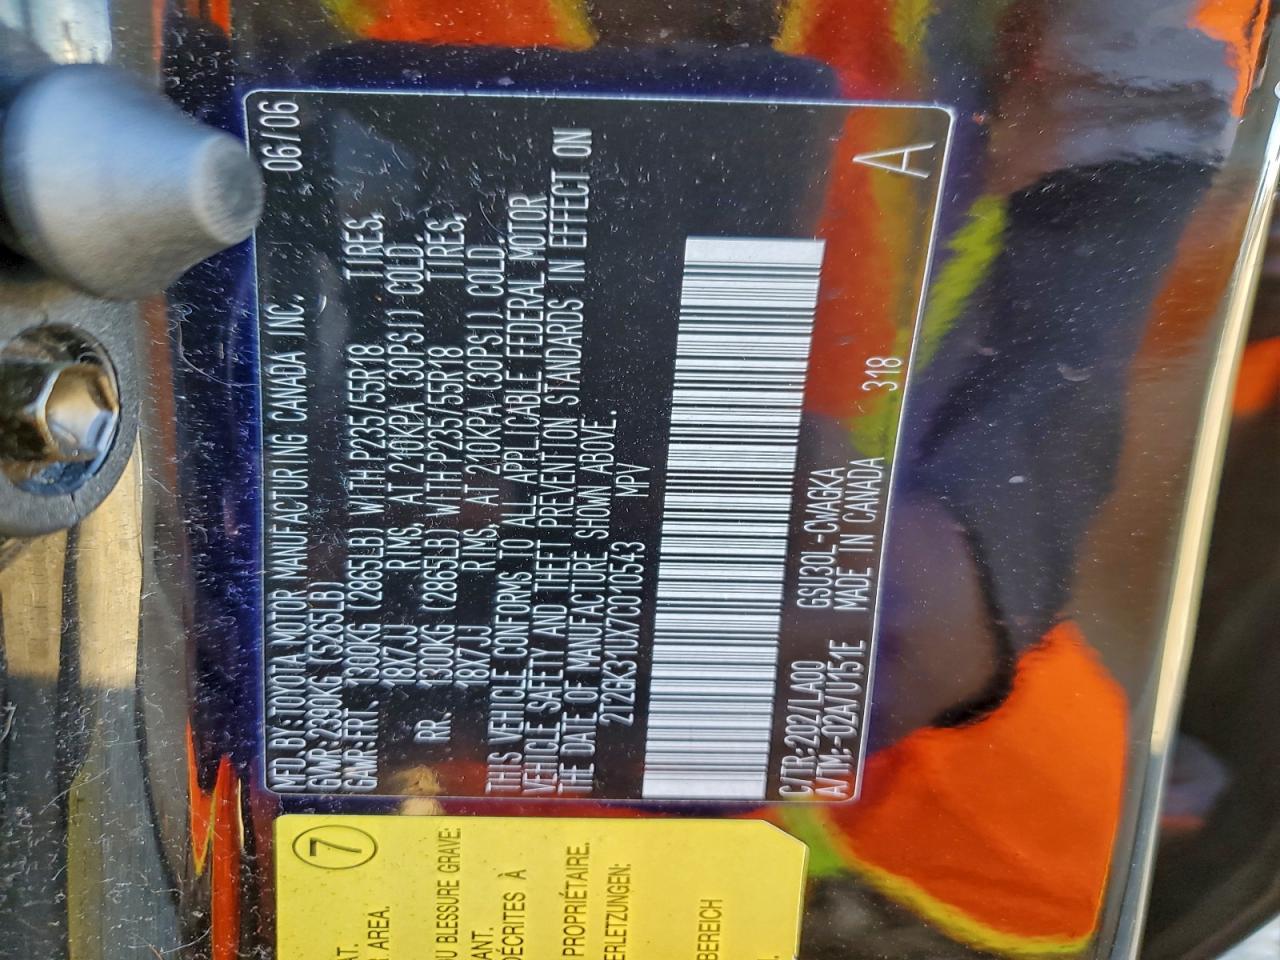 MFD. BY: TOYOTA MOTOR MANUFACTURING CANADA INC. 06/06
GVWR: 2390KG (5265LB)
GAWR: FRT. 1300KG (2865LB) WITH P235/55R18 TIRES,
18X7JJ RIMS, AT 210KPA (30PSI) COLD.
RR. 1300KG (2865LB) WITH P235/55R18 TIRES,
18X7JJ RIMS, AT 210KPA (30PSI) COLD.
THIS VEHICLE CONFORMS TO ALL APPLICABLE FEDERAL MOTOR
VEHICLE SAFETY AND THEFT PREVENTION STANDARDS IN EFFECT ON
THE DATE OF MANUFACTURE SHOWN ABOVE.
2T2GK31UX7C010543 MPV
C/TR: 202/LA00 GSU30L-CWAGKA 318 A
A/TM: -02A/U151E MADE IN CANADA
7
AT.
R AREA.
OU BLESSURE GRAVE:
ANT.
DÉCRITES À
PROPRIÉTAIRE.
ERLETZUNGEN:
BEREICH